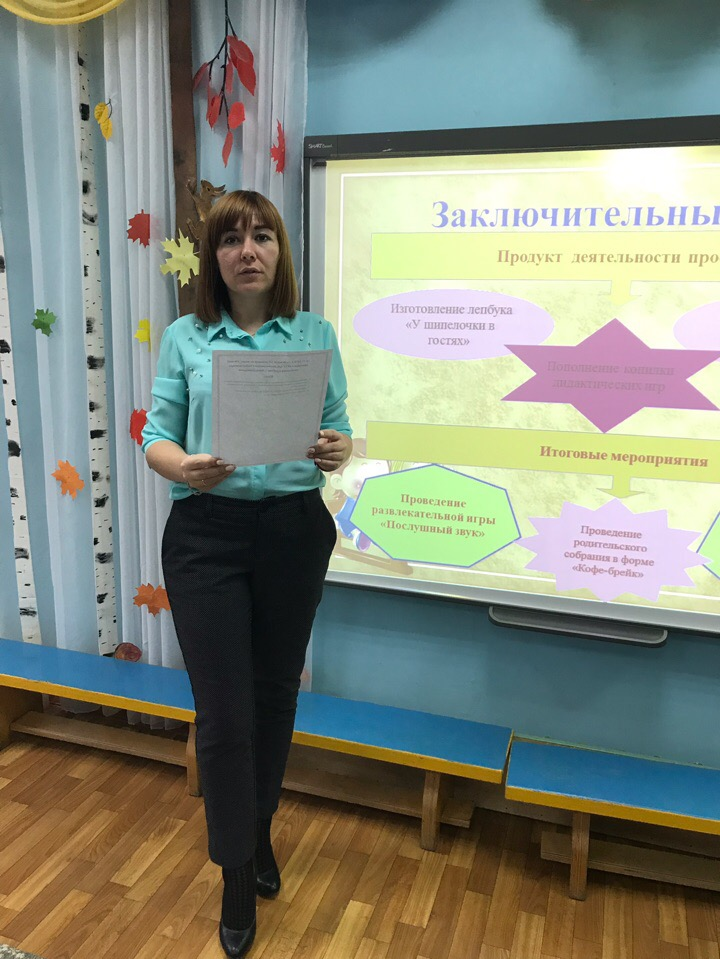 SMART Board
Заключительны
Продукт деятельности про
Изготовление лепбука
«У шипелочки в
гостях»
Пополнение копилки
дидактических игр
Итоговые мероприятия
Проведение
развлекательной игры
«Послушный звук»
Проведение
родительского
собрания в форме
«Кофе-брейк»